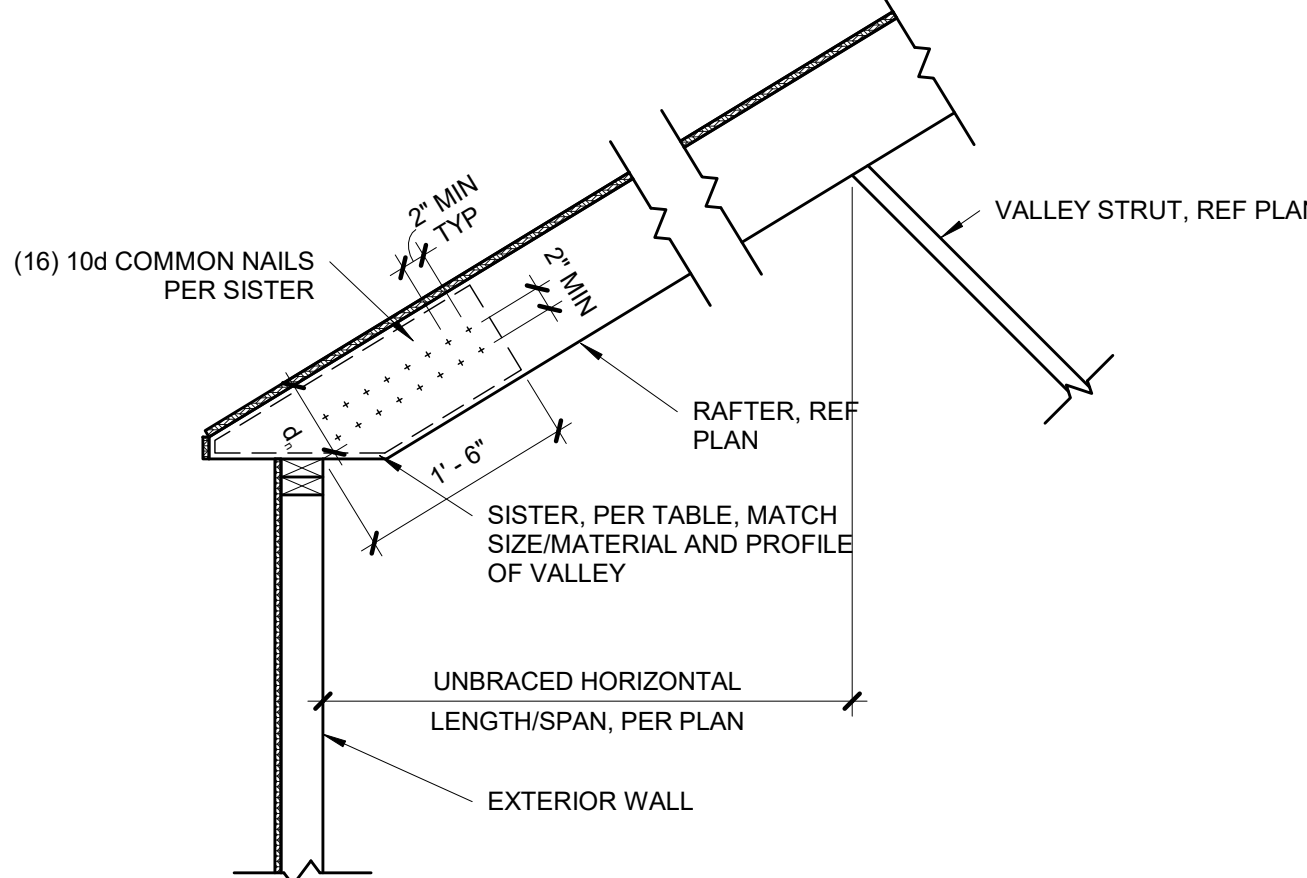 2" MIN
TYP
(16) 10d COMMON NAILS
PER SISTER
2" MIN
VALLEY STRUT, REF PLAN
dn
1' - 6"
RAFTER, REF
PLAN
SISTER, PER TABLE, MATCH
SIZE/MATERIAL AND PROFILE
OF VALLEY
UNBRACED HORIZONTAL
LENGTH/SPAN, PER PLAN
EXTERIOR WALL